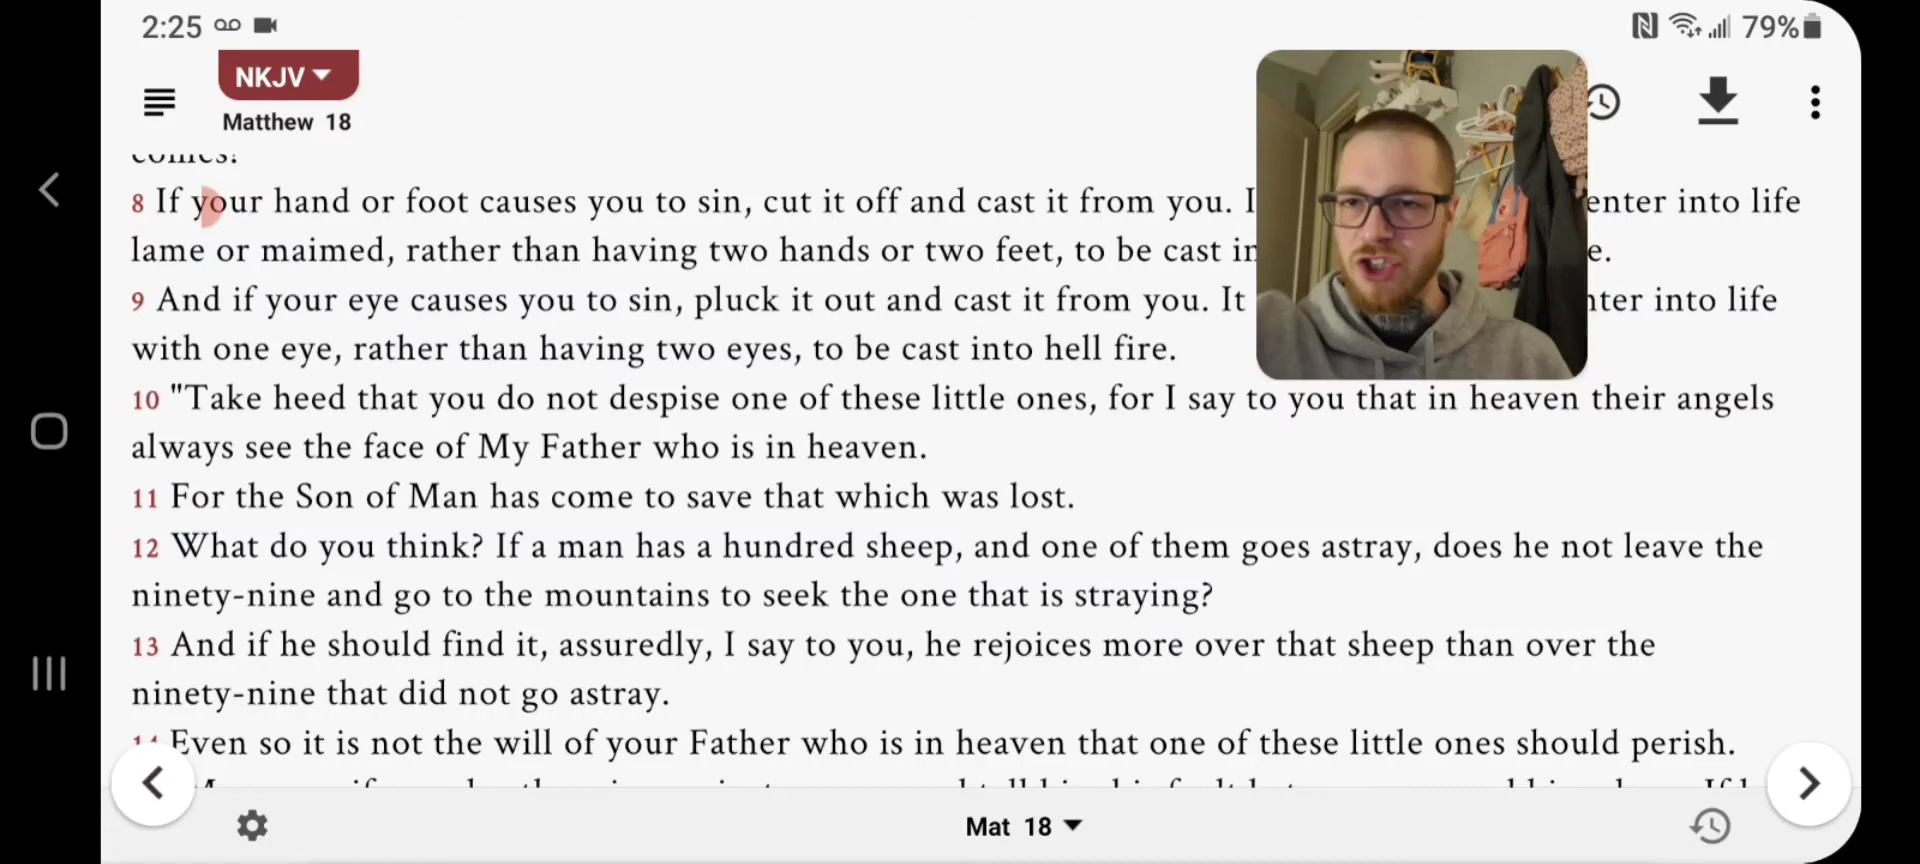 2:25
79%
NKJV
Matthew 18
comes!
8 If your hand or foot causes you to sin, cut it off and cast it from you. enter into life
lame or maimed, rather than having two hands or two feet, to be cast
9 And if your eye causes you to sin, pluck it out and cast it from you. It into life
with one eye, rather than having two eyes, to be cast into hell fire.
10 "Take heed that you do not despise one of these little ones, for I say to you that in heaven their angels
always see the face of My Father who is in heaven.
11 For the Son of Man has come to save that which was lost.
12 What do you think? If a man has a hundred sheep, and one of them goes astray, does he not leave the
ninety-nine and go to the mountains to seek the one that is straying?
13 And if he should find it, assuredly, I say to you, he rejoices more over that sheep than over the
ninety-nine that did not go astray.
14 Even so it is not the will of your Father who is in heaven that one of these little ones should perish.
Mat 18